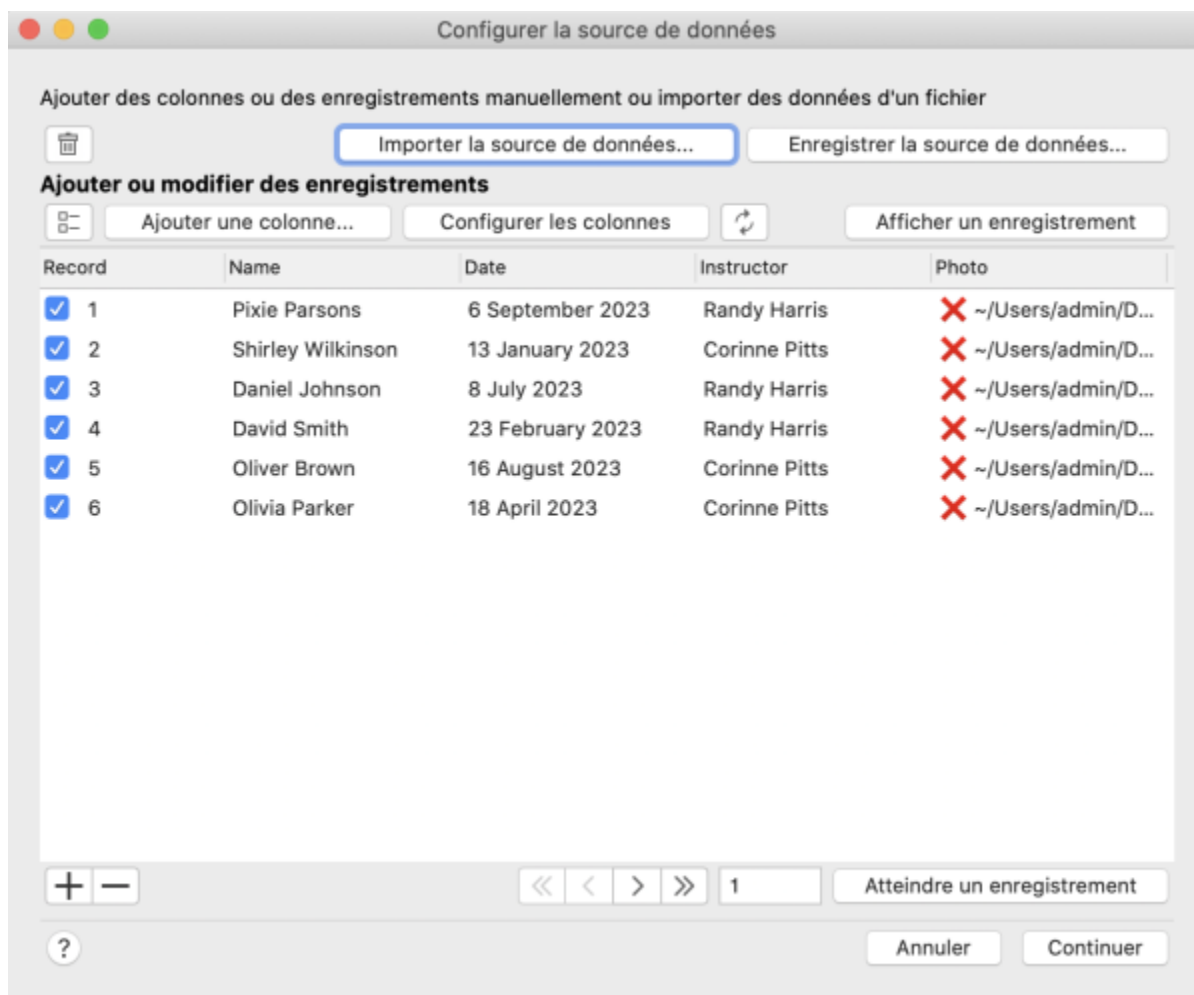 Configurer la source de données
Ajouter des colonnes ou des enregistrements manuellement ou importer des données d'un fichier
Importer la source de données... Enregistrer la source de données...
Ajouter ou modifier des enregistrements
Ajouter une colonne... Configurer les colonnes Afficher un enregistrement
Record Name Date Instructor Photo
1 Pixie Parsons 6 September 2023 Randy Harris ~/Users/admin/D...
2 Shirley Wilkinson 13 January 2023 Corinne Pitts ~/Users/admin/D...
3 Daniel Johnson 8 July 2023 Randy Harris ~/Users/admin/D...
4 David Smith 23 February 2023 Randy Harris ~/Users/admin/D...
5 Oliver Brown 16 August 2023 Corinne Pitts ~/Users/admin/D...
6 Olivia Parker 18 April 2023 Corinne Pitts ~/Users/admin/D...
1 Atteindre un enregistrement
? Annuler Continuer